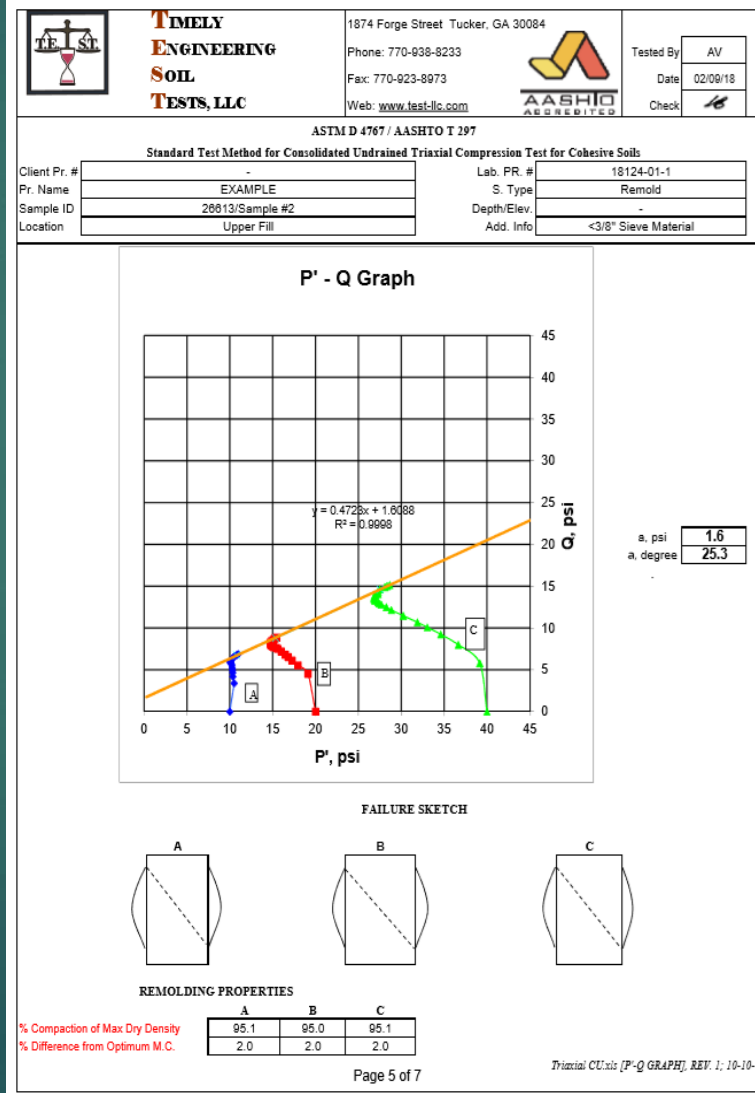 T.E. S.T.
TIMELY
ENGINEERING
SOIL
TESTS, LLC
1874 Forge Street Tucker, GA 30084
Phone: 770-938-8233
Fax: 770-923-8973
Web: www.test-llc.com
AASHTO
ACCREDITED
Tested By AV
Date 02/09/18
Check
ASTM D 4767 / AASHTO T 297
Standard Test Method for Consolidated Undrained Triaxial Compression Test for Cohesive Soils
Client Pr. # - Lab. PR. # 18124-01-1
Pr. Name EXAMPLE S. Type Remold
Sample ID 26613/Sample #2 Depth/Elev. -
Location Upper Fill Add. Info <3/8" Sieve Material
P' - Q Graph
45
40
35
30
25
20
15
10
5
0
Q, psi
y = 0.4723x + 1.6088
R² = 0.9998
A
B
C
0 5 10 15 20 25 30 35 40 45
P', psi
a, psi 1.6
a, degree 25.3
FAILURE SKETCH
A B C
REMOLDING PROPERTIES
A B C
% Compaction of Max Dry Density 95.1 95.0 95.1
% Difference from Optimum M.C. 2.0 2.0 2.0
Page 5 of 7
Triaxial CU.xls [P'-Q GRAPH], REV. 1; 10-10-